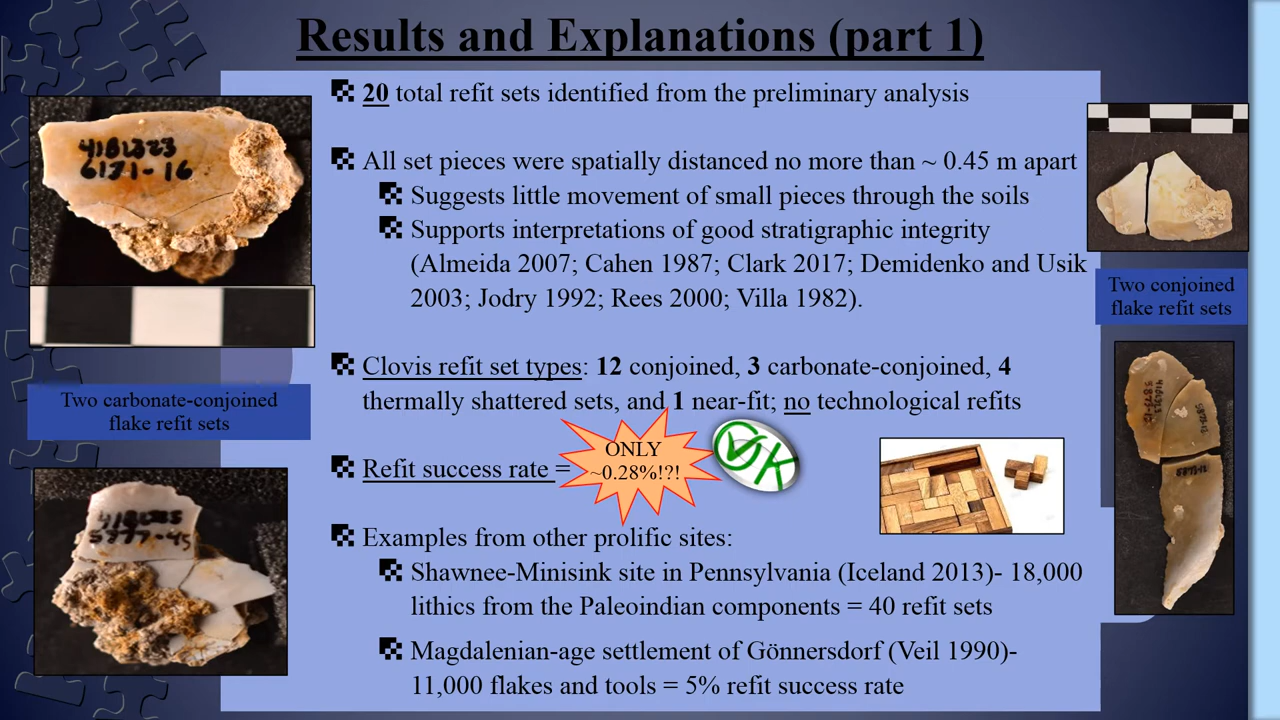 Results and Explanations (part 1)
20 total refit sets identified from the preliminary analysis
All set pieces were spatially distanced no more than ~ 0.45 m apart
Suggests little movement of small pieces through the soils
Supports interpretations of good stratigraphic integrity
(Almeida 2007; Cahen 1987; Clark 2017; Demidenko and Usik
2003; Jodry 1992; Rees 2000; Villa 1982).
Clovis refit set types: 12 conjoined, 3 carbonate-conjoined, 4
thermally shattered sets, and 1 near-fit; no technological refits
Refit success rate =
ONLY
~0.28%!?!
OK
Examples from other prolific sites:
Shawnee-Minisink site in Pennsylvania (Iceland 2013)- 18,000
lithics from the Paleoindian components = 40 refit sets
Magdalenian-age settlement of Gönnersdorf (Veil 1990)-
11,000 flakes and tools = 5% refit success rate
41BL323
6171-16
Two carbonate-conjoined
flake refit sets
41BL323
5877-45
Two conjoined
flake refit sets